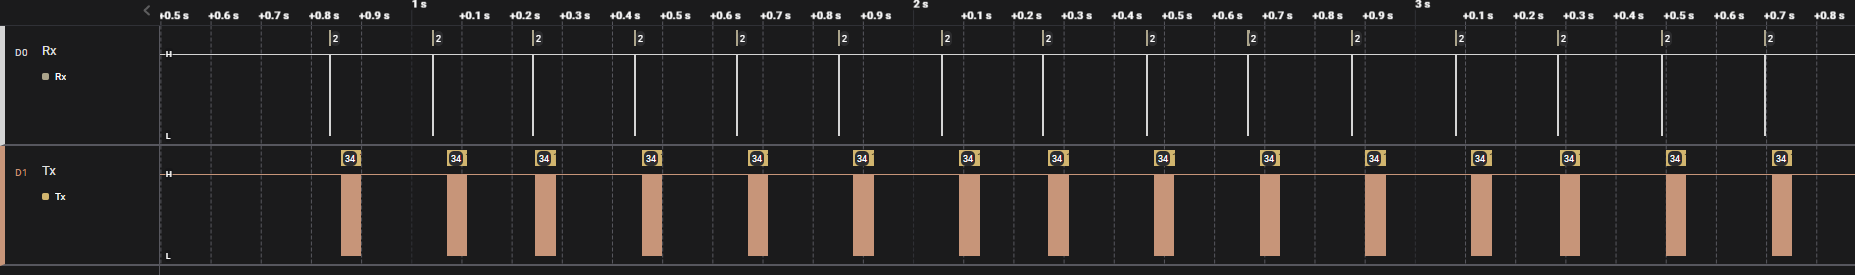 1 s 2 s 3 s
+0.5 s +0.6 s +0.7 s +0.8 s +0.9 s +0.1 s +0.2 s +0.3 s +0.4 s +0.5 s +0.6 s +0.7 s +0.8 s +0.9 s +0.1 s +0.2 s +0.3 s +0.4 s +0.5 s +0.6 s +0.7 s +0.8 s +0.9 s +0.1 s +0.2 s +0.3 s +0.4 s +0.5 s +0.6 s +0.7 s +0.8 s
2 2 2 2 2 2 2 2 2 2 2 2 2 2 2
D0 Rx H
Rx
L
34 34 34 34 34 34 34 34 34 34 34 34 34 34 34
D1 Tx H
Tx
L